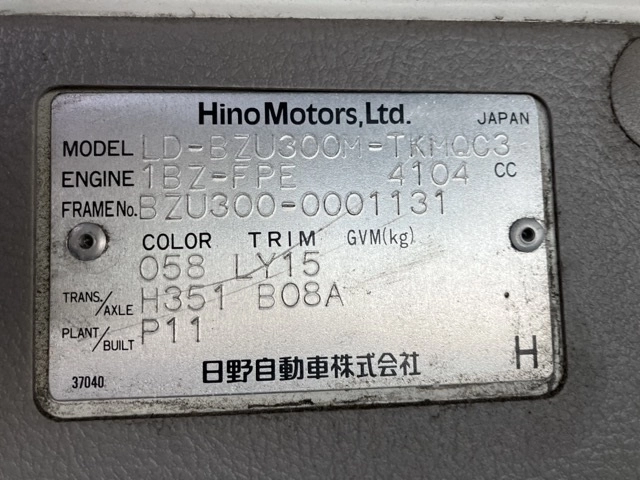 Hino Motors, Ltd. JAPAN
MODEL LD-BZU300M-TKMQC3
ENGINE 1BZ-FPE 4104 CC
FRAME No. BZU300-0001131
COLOR TRIM GVM(kg)
058 LY15
TRANS./AXLE H351 B08A
PLANT/BUILT P11
日野自動車株式会社 H
37040